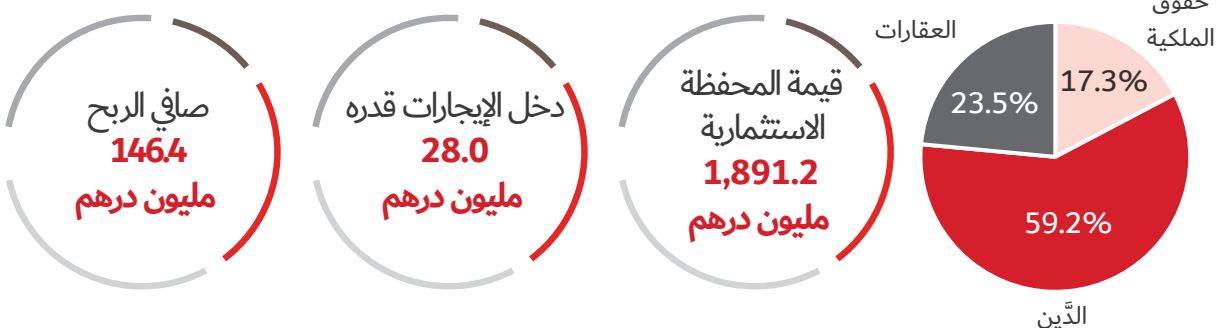 حقوق
الملكية
العقارات
17.3%
23.5%
59.2%
الدَّين
قيمة المحفظة
الاستثمارية
1,891.2
مليون درهم
دخل الإيجارات قدره
28.0
مليون درهم
صافي الربح
146.4
مليون درهم